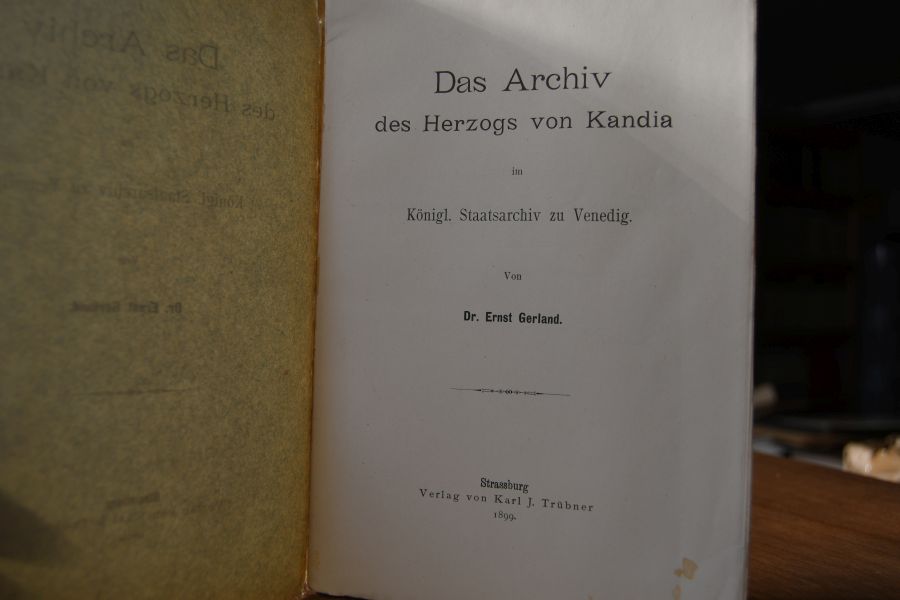 Das Archiv
des Herzogs von Kandia
im
Königl. Staatsarchiv zu Venedig.
Von
Dr. Ernst Gerland.
Strassburg
Verlag von Karl J. Trübner
1899.